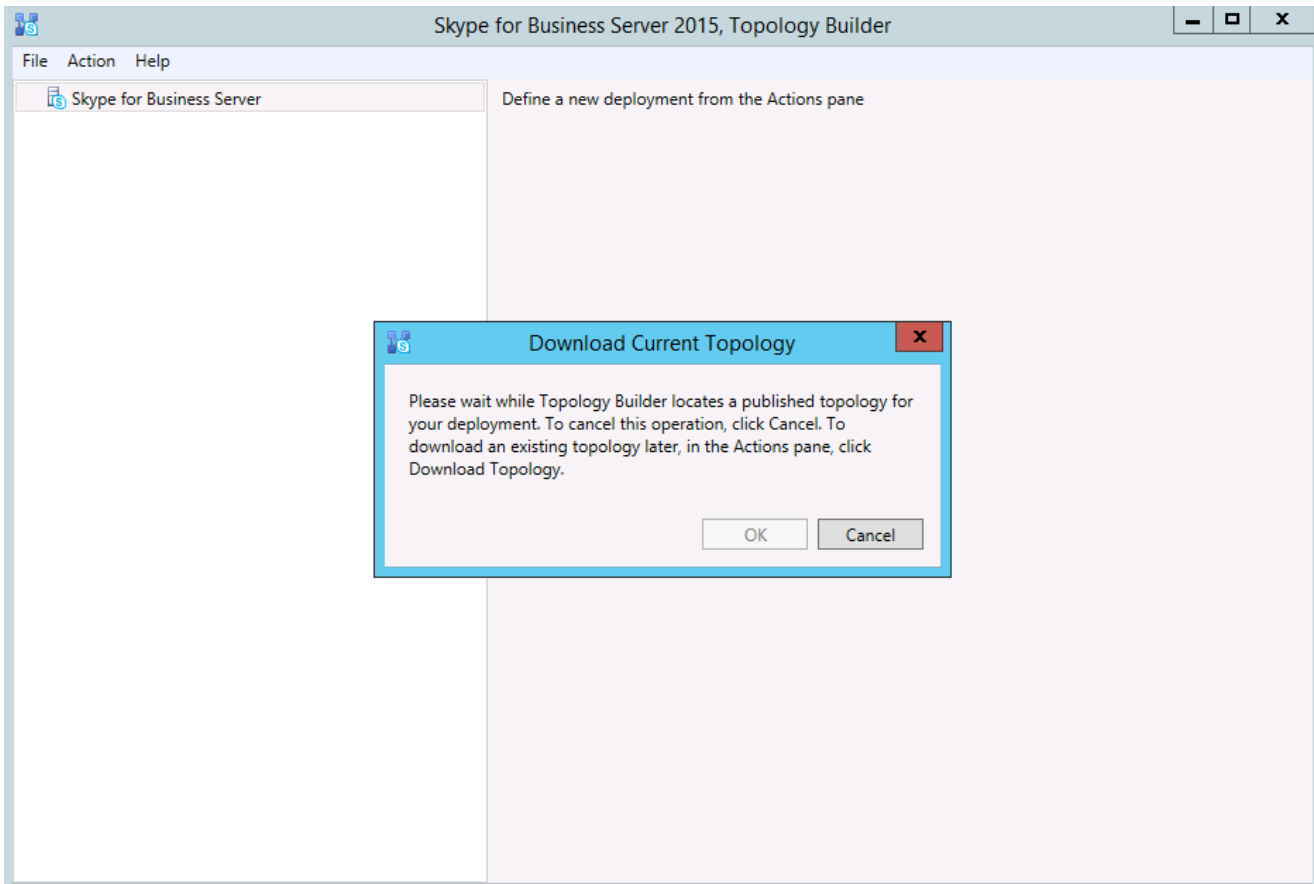 Skype for Business Server 2015, Topology Builder
File Action Help
Skype for Business Server
Define a new deployment from the Actions pane
Download Current Topology
Please wait while Topology Builder locates a published topology for
your deployment. To cancel this operation, click Cancel. To
download an existing topology later, in the Actions pane, click
Download Topology.
OK Cancel